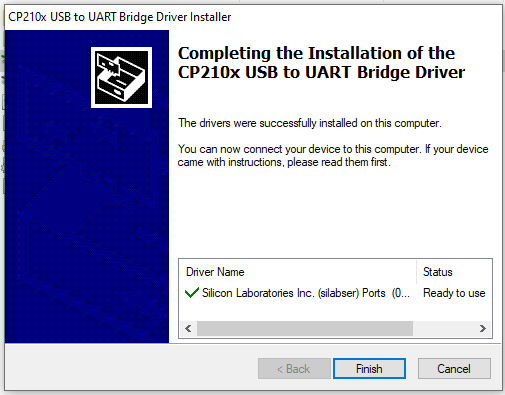 CP210x USB to UART Bridge Driver Installer
Completing the Installation of the
CP210x USB to UART Bridge Driver
The drivers were successfully installed on this computer.
You can now connect your device to this computer. If your device
came with instructions, please read them first.
Driver Name Status
Silicon Laboratories Inc. (silabser) Ports (0... Ready to use
< Back Finish Cancel